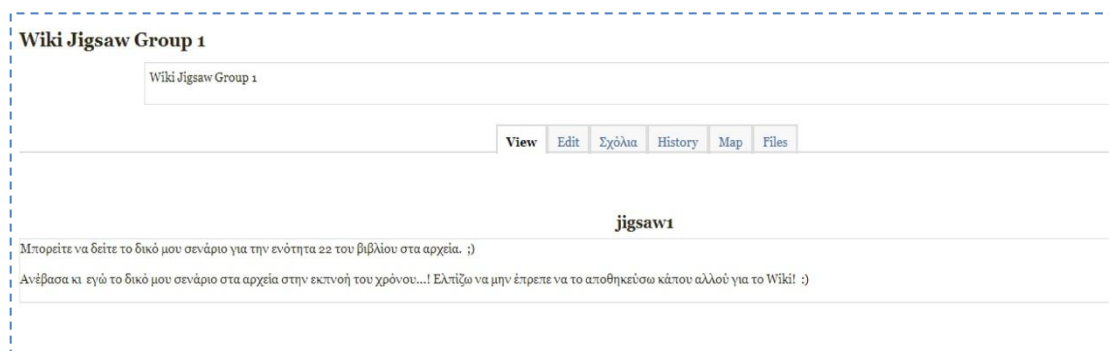 Wiki Jigsaw Group 1
Wiki Jigsaw Group 1
View Edit Σχόλια History Map Files
jigsaw1
Μπορείτε να δείτε το δικό μου σενάριο για την ενότητα 22 του βιβλίου στα αρχεία. ;)
Ανέβασα κι εγώ το δικό μου σενάριο στα αρχεία στην εκπνοή του χρόνου...! Ελπίζω να μην έπρεπε να το αποθηκεύσω κάπου αλλού για το Wiki! :)